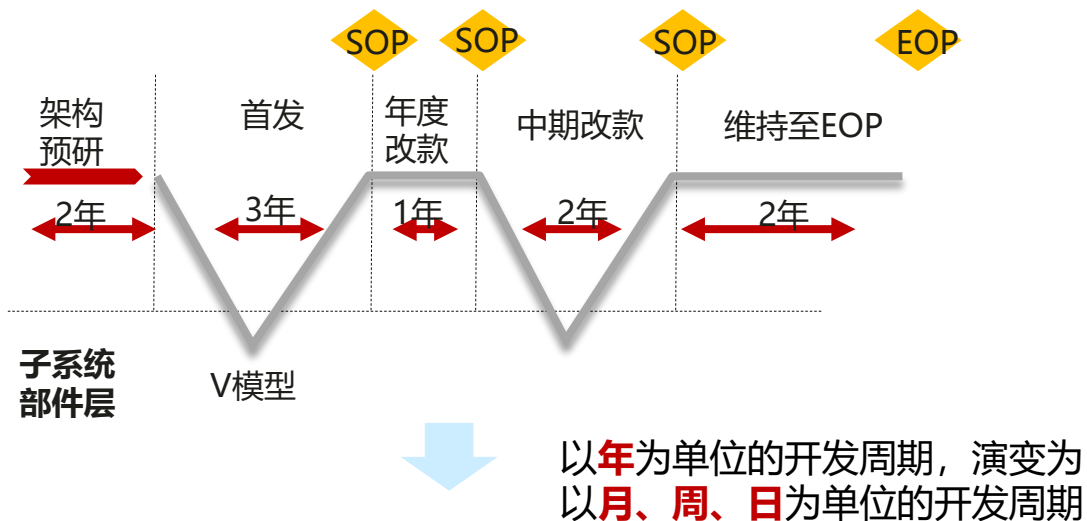 SOP
SOP
SOP
EOP
架构
预研
首发
年度
改款
中期改款
维持至EOP
2年
3年
1年
2年
2年
子系统
部件层
V模型
以年为单位的开发周期，演变为
以月、周、日为单位的开发周期